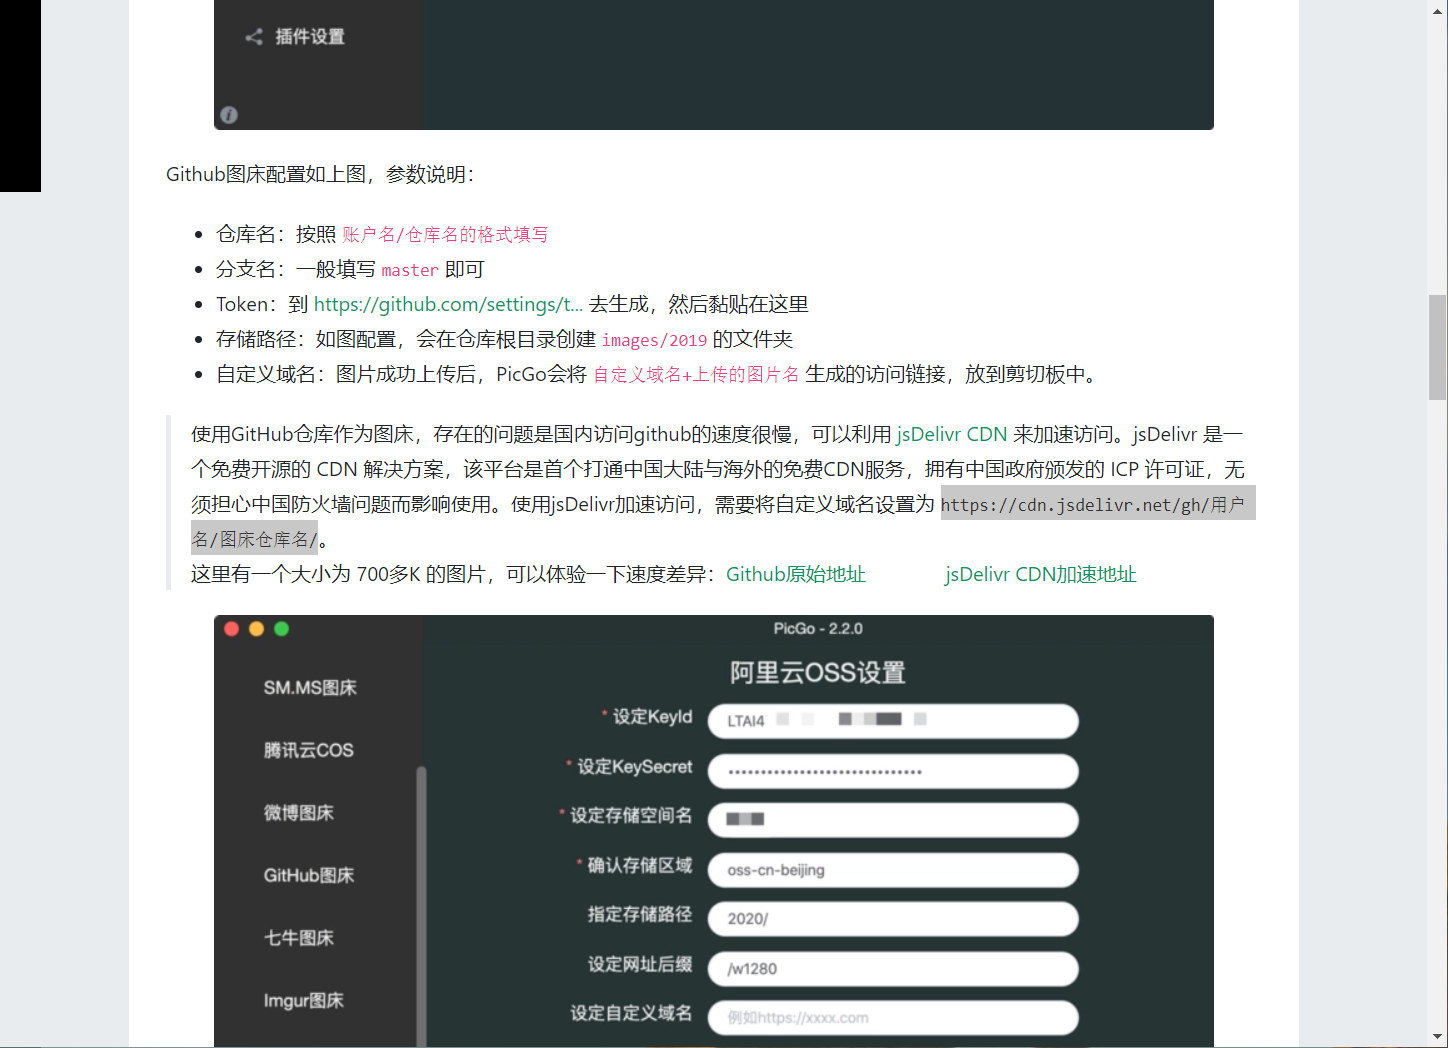 插件设置
Github图床配置如上图，参数说明：
仓库名：按照 账户名/仓库名的格式填写
分支名：一般填写 master 即可
Token：到 https://github.com/settings/t... 去生成，然后黏贴在这里
存储路径：如图配置，会在仓库根目录创建 images/2019 的文件夹
自定义域名：图片成功上传后，PicGo会将 自定义域名+上传的图片名 生成的访问链接，放到剪切板中。
使用GitHub仓库作为图床，存在的问题是国内访问github的速度很慢，可以利用 jsDelivr CDN 来加速访问。jsDelivr 是一
个免费开源的 CDN 解决方案，该平台是首个打通中国大陆与海外的免费CDN服务，拥有中国政府颁发的 ICP 许可证，无
须担心中国防火墙问题而影响使用。使用jsDelivr加速访问，需要将自定义域名设置为 https://cdn.jsdelivr.net/gh/用户
名/图床仓库名/。
这里有一个大小为 700多K 的图片，可以体验一下速度差异：Github原始地址 jsDelivr CDN加速地址
PicGo - 2.2.0
阿里云OSS设置
SM.MS图床
腾讯云COS
微博图床
GitHub图床
七牛图床
Imgur图床
* 设定KeyId LTAI4
* 设定KeySecret ••••••••••••••••••••••••••••••
* 设定存储空间名
* 确认存储区域 oss-cn-beijing
指定存储路径 2020/
设定网址后缀 /w1280
设定自定义域名 例如https://xxxx.com